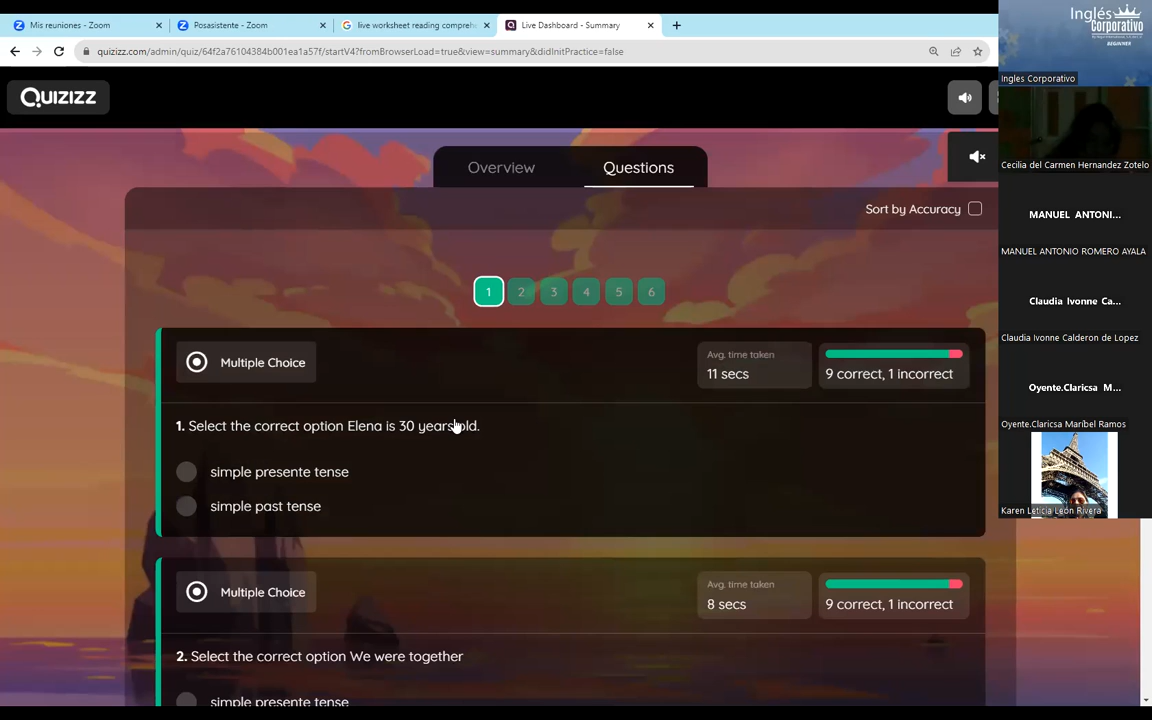 Mis reuniones - Zoom
Posasistente - Zoom
live worksheet reading compreh
Live Dashboard - Summary
quizizz.com/admin/quiz/64f2a76104384b001ea1a57f/startV4?fromBrowserLoad=true&view=summary&didInitPractice=false
QUIZIZZ
Overview
Questions
Sort by Accuracy
1 2 3 4 5 6
Multiple Choice
Avg. time taken
11 secs
9 correct, 1 incorrect
1. Select the correct option Elena is 30 years old.
simple presente tense
simple past tense
Multiple Choice
Avg. time taken
8 secs
9 correct, 1 incorrect
2. Select the correct option We were together
simple presente tense
Inglés
Corporativo
BEGINNER
Ingles Corporativo
Cecilia del Carmen Hernandez Zotelo
MANUEL ANTONI...
MANUEL ANTONIO ROMERO AYALA
Claudia Ivonne Ca...
Claudia Ivonne Calderon de Lopez
Oyente.Claricsa M...
Oyente.Claricsa Maríbel Ramos
Karen Leticia León Rivera